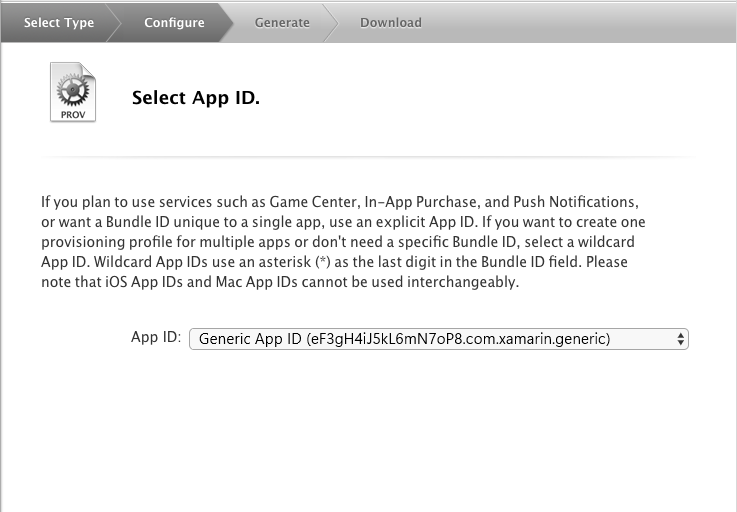 Select Type
Configure
Generate
Download
PROV
Select App ID.
If you plan to use services such as Game Center, In-App Purchase, and Push Notifications,
or want a Bundle ID unique to a single app, use an explicit App ID. If you want to create one
provisioning profile for multiple apps or don't need a specific Bundle ID, select a wildcard
App ID. Wildcard App IDs use an asterisk (*) as the last digit in the Bundle ID field. Please
note that iOS App IDs and Mac App IDs cannot be used interchangeably.
App ID: Generic App ID (eF3gH4iJ5kL6mN7oP8.com.xamarin.generic)